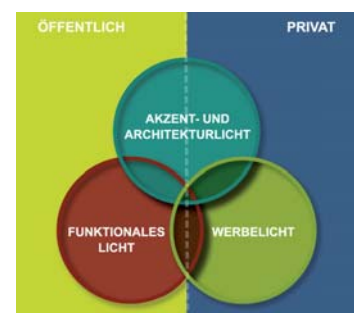 ÖFFENTLICH
PRIVAT
AKZENT- UND
ARCHITEKTURLICHT
FUNKTIONALES
LICHT
WERBELICHT